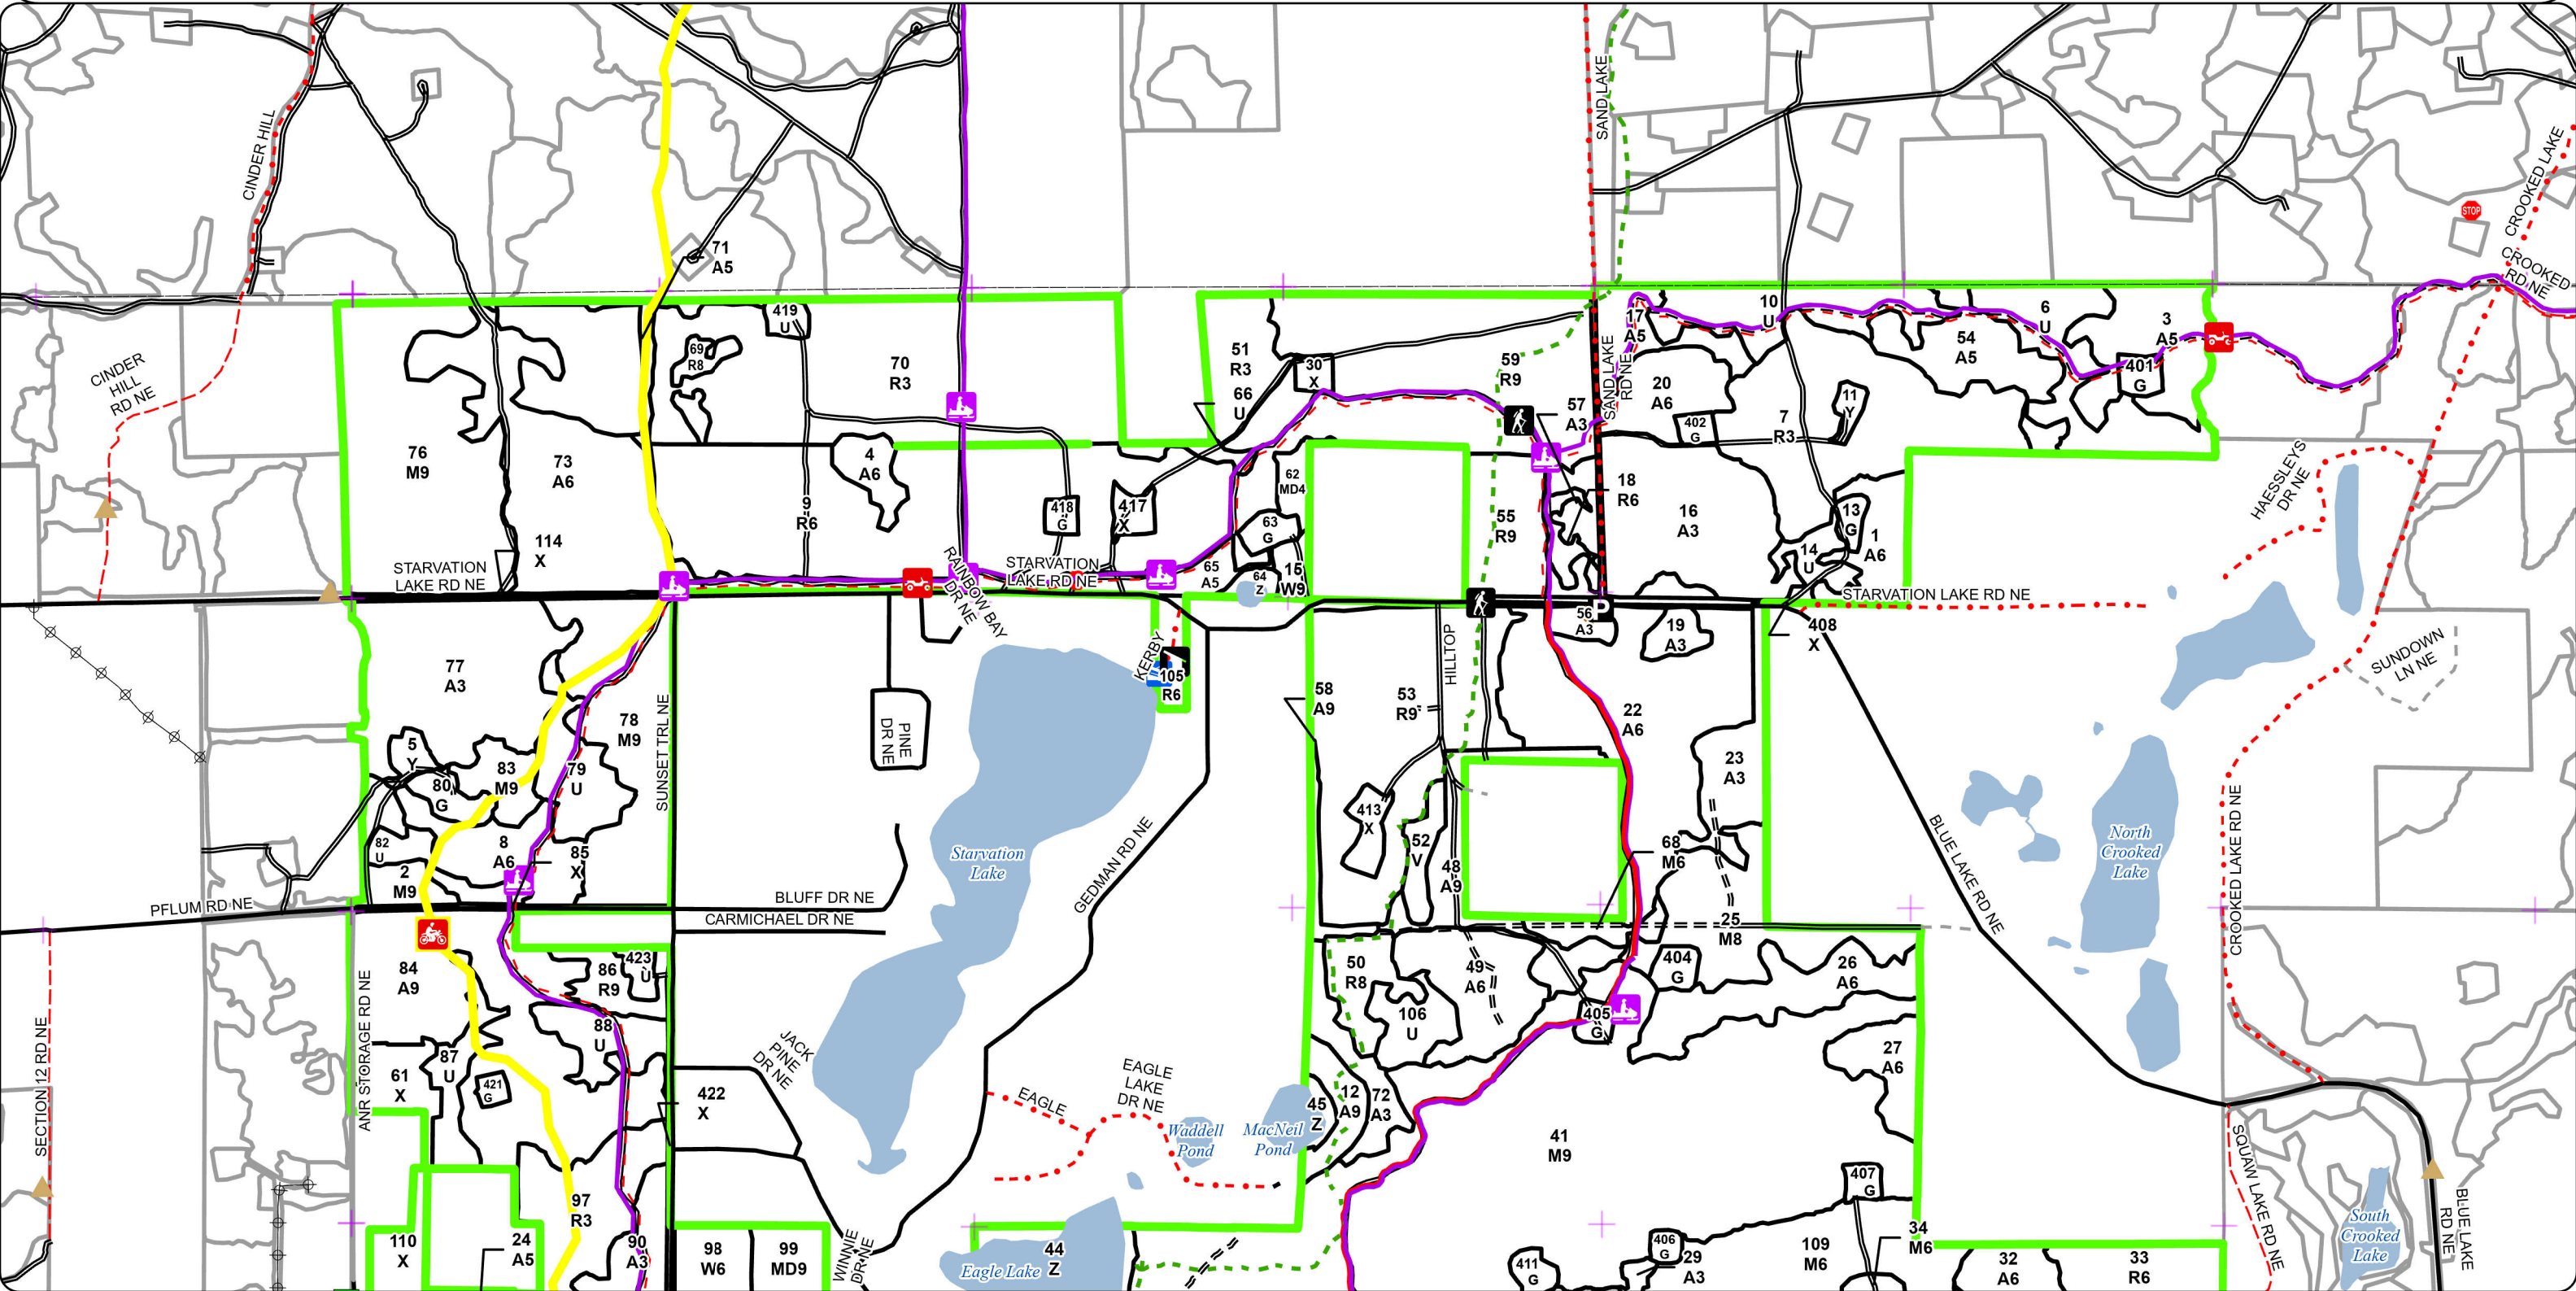 CINDER HILL
SAND LAKE
CROOKED LAKE
STOP
CROOKED
RD NE
71
A5
419
U
69
R8
70
R3
51
R3
66
U
30
X
59
R9
57
A3
SAND LAKE
RD NE
17
A5
10
U
20
A6
402
G
7
R3
11
Y
54
A5
6
U
3
A5
401
G
CINDER
HILL
RD NE
76
M9
73
A6
114
X
4
A6
9
R6
418
G
417
X
62
MD4
63
G
55
R9
18
R6
16
A3
13
G
1
A6
14
U
HAESSLEYS
DR NE
STARVATION
LAKE RD NE
RAINBOW BAY
DR NE
STARVATION
LAKE RD NE
65
A5
64
Z
15
W9
P
56
A3
19
A3
STARVATION LAKE RD NE
408
X
SUNDOWN
LN NE
77
A3
78
M9
SUNSET TRL NE
PINE
DR NE
KERBY
105
R6
58
A9
53
R9
HILLTOP
22
A6
23
A3
5
Y
80
G
83
M9
79
U
82
U
2
M9
8
A6
85
X
Starvation
Lake
GEDMAN RD NE
413
X
52
V
48
A9
68
M6
25
M8
BLUE LAKE RD NE
North
Crooked
Lake
CROOKED LAKE RD NE
PFLUM RD NE
BLUFF DR NE
CARMICHAEL DR NE
84
A9
86
R9
423
U
88
U
87
U
61
X
421
G
ANR STORAGE RD NE
SECTION 12 RD NE
JACK
PINE
DR NE
422
X
50
R8
49
A6
106
U
404
G
405
G
26
A6
27
A6
EAGLE
EAGLE
LAKE
DR NE
Waddell
Pond
MacNeil
Pond
45
Z
12
A9
72
A3
41
M9
407
G
SQUAW LAKE RD NE
South
Crooked
Lake
BLUE LAKE
RD NE
97
R3
110
X
24
A5
90
A3
98
W6
99
MD9
WINNIE
DR NE
Eagle Lake
44
Z
411
G
406
G
29
A3
109
M6
34
M6
32
A6
33
R6